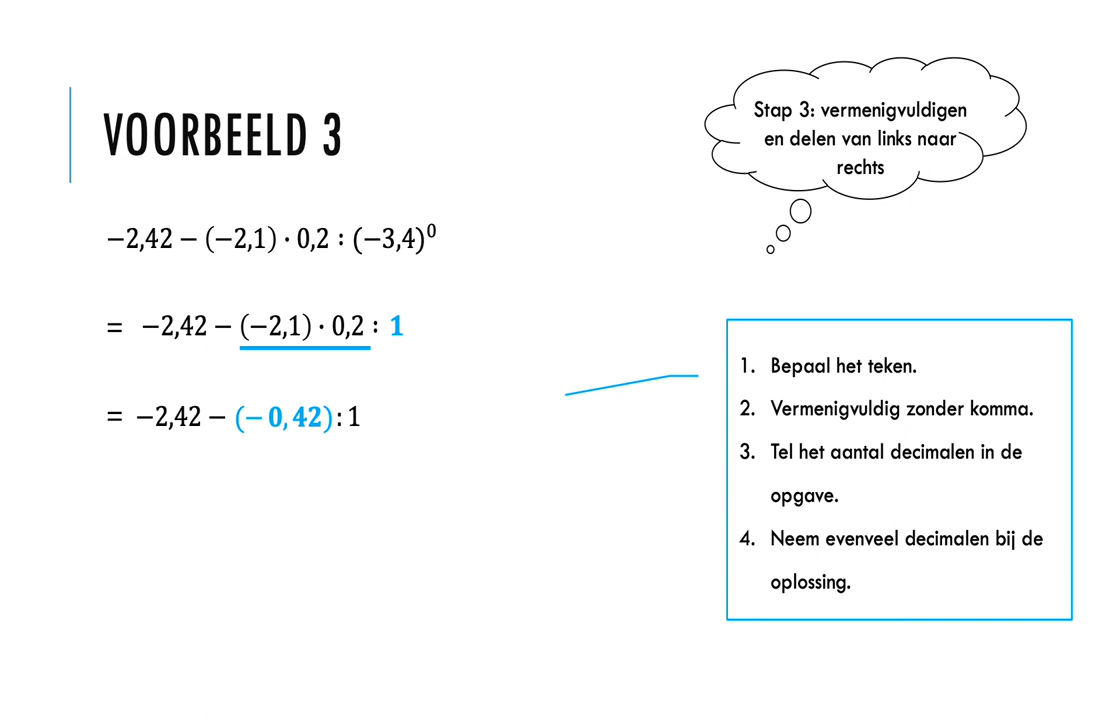 VOORBEELD 3
Stap 3: vermenigvuldigen
en delen van links naar
rechts
−2,42 − (−2,1) · 0,2 : (−3,4)⁰
= −2,42 − (−2,1) · 0,2 : 1
= −2,42 − (− 0, 42) : 1
1. Bepaal het teken.
2. Vermenigvuldig zonder komma.
3. Tel het aantal decimalen in de
opgave.
4. Neem evenveel decimalen bij de
oplossing.